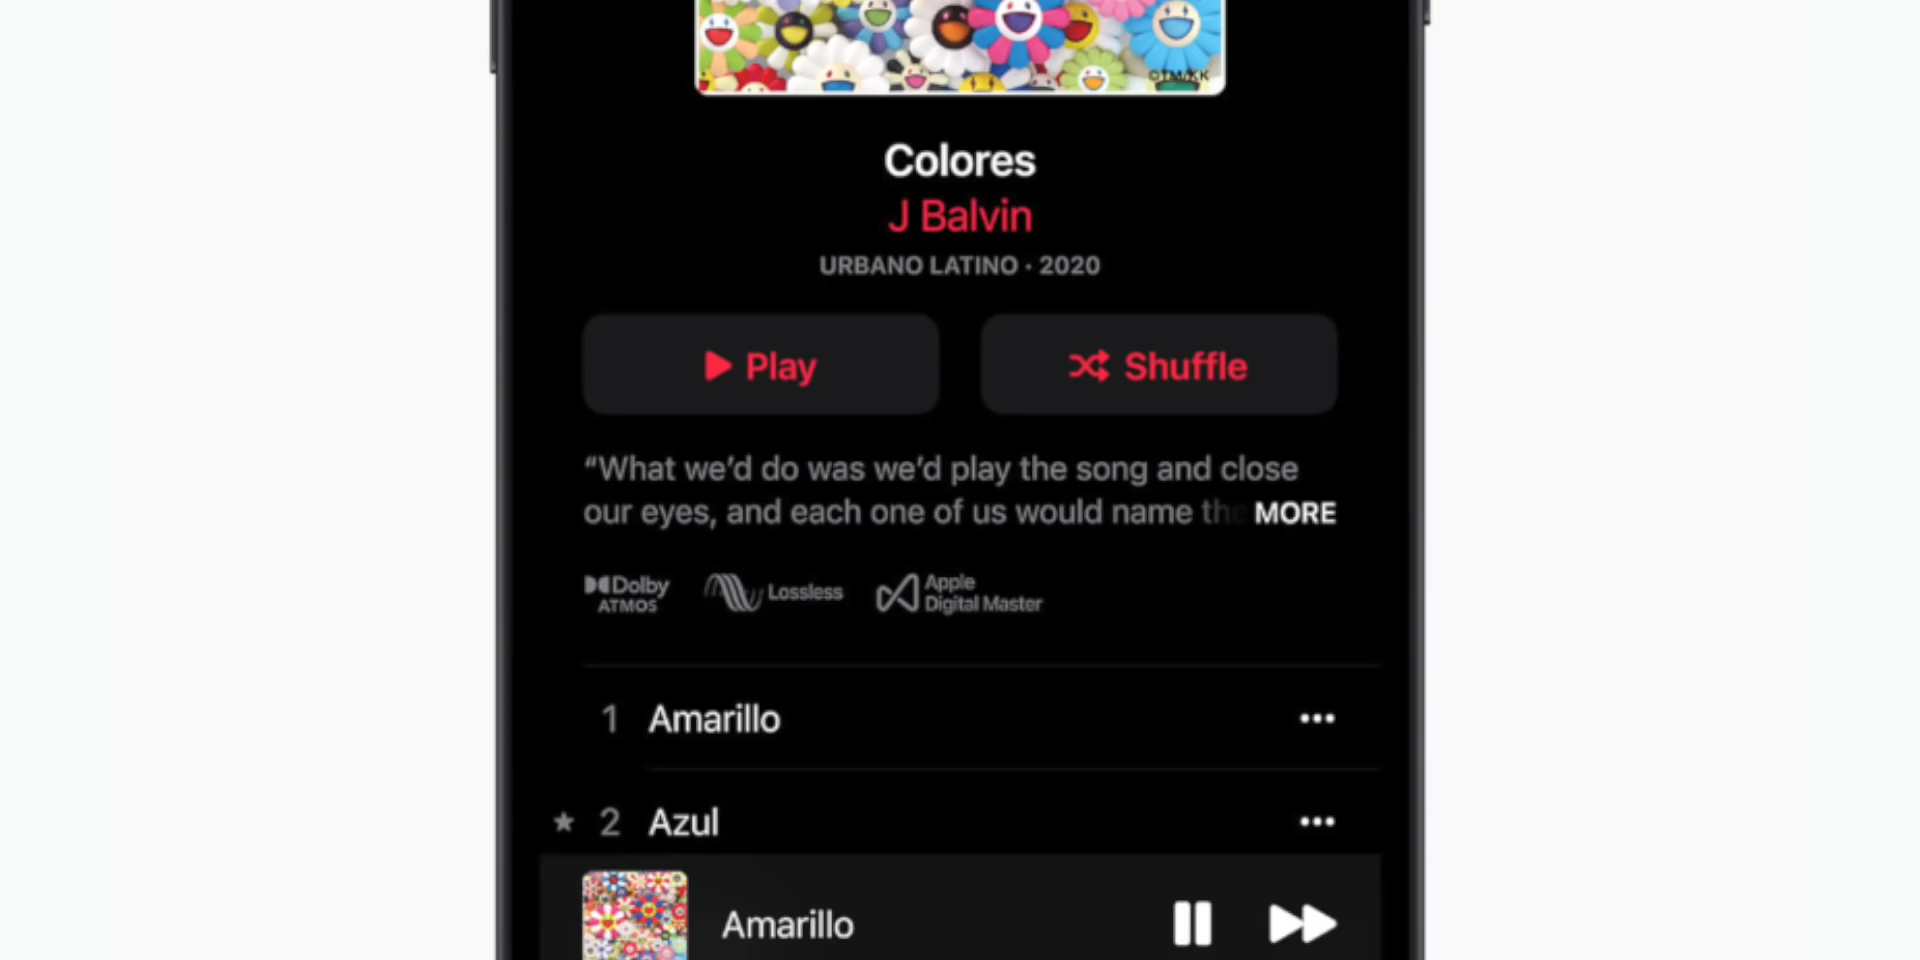 ©TM/KK
Colores
J Balvin
URBANO LATINO · 2020
Play
Shuffle
“What we’d do was we’d play the song and close
our eyes, and each one of us would name the MORE
Dolby
ATMOS
Lossless
Apple
Digital Master
1 Amarillo
2 Azul
Amarillo